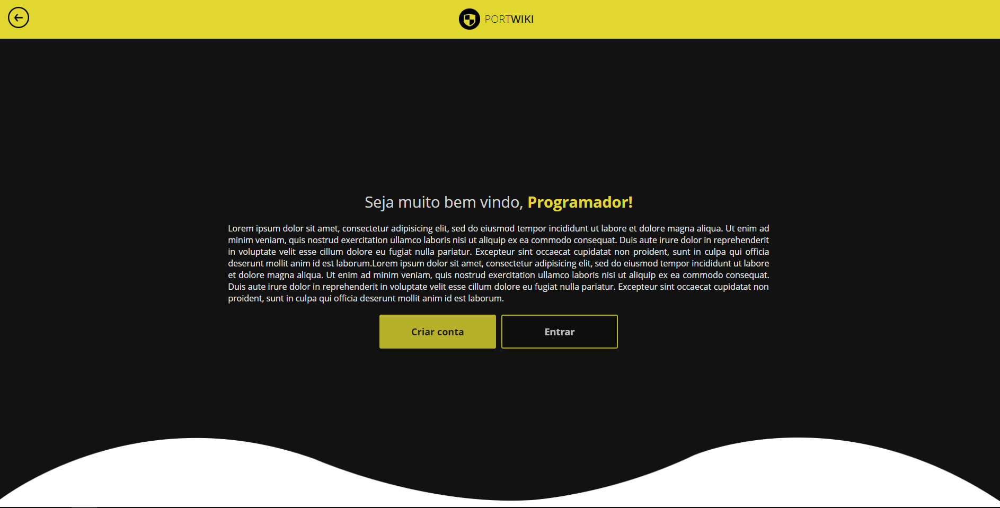 PORTWIKI
Seja muito bem vindo, Programador!
Lorem ipsum dolor sit amet, consectetur adipisicing elit, sed do eiusmod tempor incididunt ut labore et dolore magna aliqua. Ut enim ad
minim veniam, quis nostrud exercitation ullamco laboris nisi ut aliquip ex ea commodo consequat. Duis aute irure dolor in reprehenderit
in voluptate velit esse cillum dolore eu fugiat nulla pariatur. Excepteur sint occaecat cupidatat non proident, sunt in culpa qui officia
deserunt mollit anim id est laborum.Lorem ipsum dolor sit amet, consectetur adipisicing elit, sed do eiusmod tempor incididunt ut labore
et dolore magna aliqua. Ut enim ad minim veniam, quis nostrud exercitation ullamco laboris nisi ut aliquip ex ea commodo consequat.
Duis aute irure dolor in reprehenderit in voluptate velit esse cillum dolore eu fugiat nulla pariatur. Excepteur sint occaecat cupidatat non
proident, sunt in culpa qui officia deserunt mollit anim id est laborum.
Criar conta
Entrar